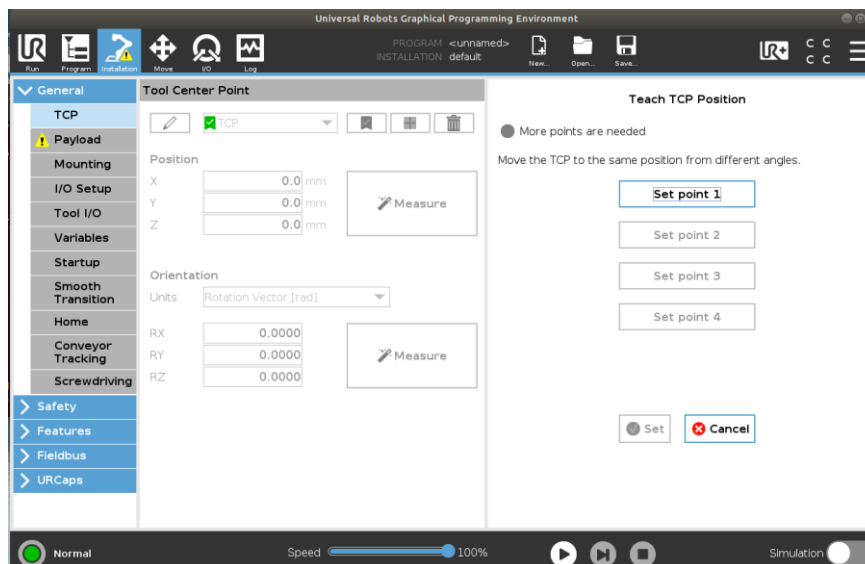 Universal Robots Graphical Programming Environment
UR
PROGRAM <unnamed>
INSTALLATION default
UR+
C C
C C
Run
Program
Installation
Move
I/O
Log
New...
Open...
Save...
General
TCP
Payload
Mounting
I/O Setup
Tool I/O
Variables
Startup
Smooth
Transition
Home
Conveyor
Tracking
Screwdriving
Safety
Features
Fieldbus
URCaps
Tool Center Point
TCP
Position
X 0.0 mm
Y 0.0 mm
Z 0.0 mm
Measure
Orientation
Units Rotation Vector [rad]
RX 0.0000
RY 0.0000
RZ 0.0000
Measure
Teach TCP Position
More points are needed
Move the TCP to the same position from different angles.
Set point 1
Set point 2
Set point 3
Set point 4
Set
Cancel
Normal
Speed 100%
Simulation